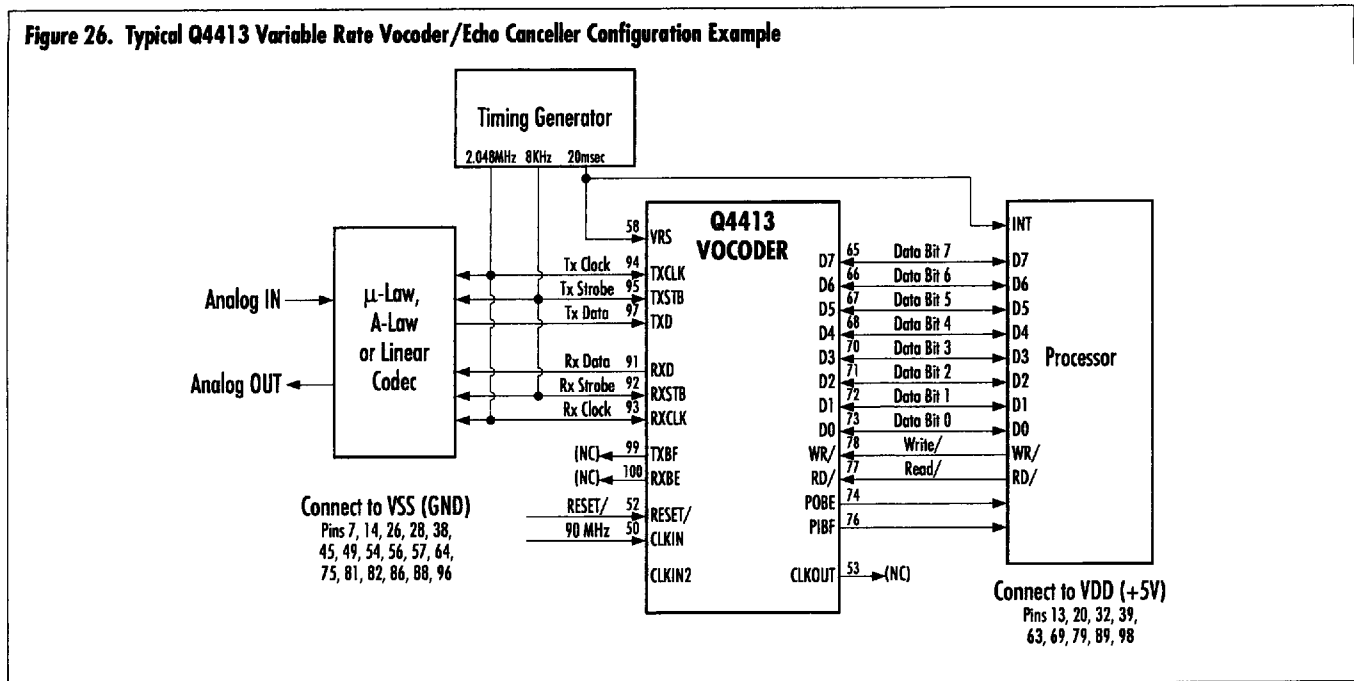 Figure 26. Typical Q4413 Variable Rate Vocoder/Echo Canceller Configuration Example
Timing Generator
2.048MHz 8KHz 20msec
Q4413
VOCODER
58 VRS
INT
Tx Clock 94 TXCLK
Tx Strobe 95 TXSTB
Tx Data 97 TXD
Rx Data 91 RXD
Rx Strobe 92 RXSTB
Rx Clock 93 RXCLK
(NC) 99 TXBF
(NC) 100 RXBE
RESET/ 52 RESET/
90 MHz 50 CLKIN
CLKIN2
Analog IN
Analog OUT
μ-Law,
A-Law
or Linear
Codec
D7 65 Data Bit 7 D7
D6 66 Data Bit 6 D6
D5 67 Data Bit 5 D5
D4 68 Data Bit 4 D4
D3 70 Data Bit 3 D3
D2 71 Data Bit 2 D2
D1 72 Data Bit 1 D1
D0 73 Data Bit 0 D0
WR/ 78 Write/ WR/
RD/ 77 Read/ RD/
POBE 74
PIBF 76
CLKOUT 53 (NC)
Processor
Connect to VSS (GND)
Pins 7, 14, 26, 28, 38,
45, 49, 54, 56, 57, 64,
75, 81, 82, 86, 88, 96
Connect to VDD (+5V)
Pins 13, 20, 32, 39,
63, 69, 79, 89, 98